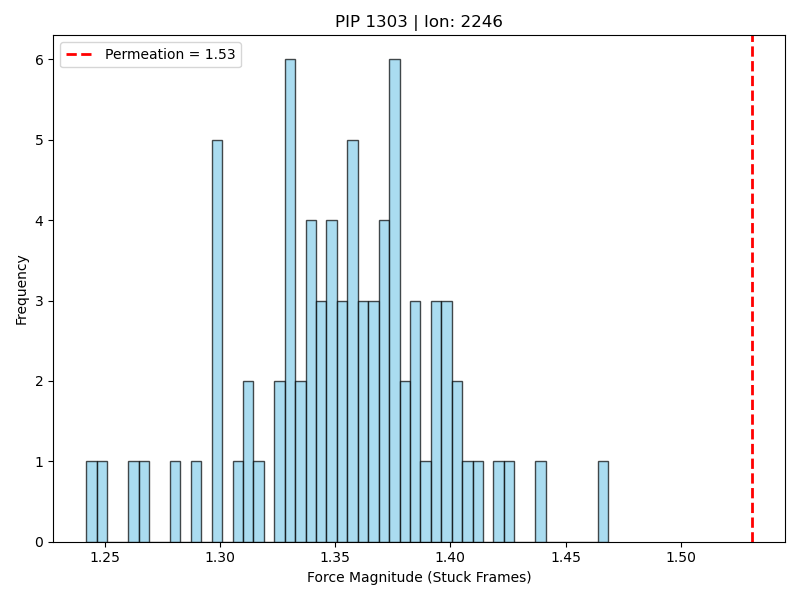 PIP 1303 | Ion: 2246
Permeation = 1.53
6
5
4
3
2
1
0
Frequency
1.25 1.30 1.35 1.40 1.45 1.50
Force Magnitude (Stuck Frames)